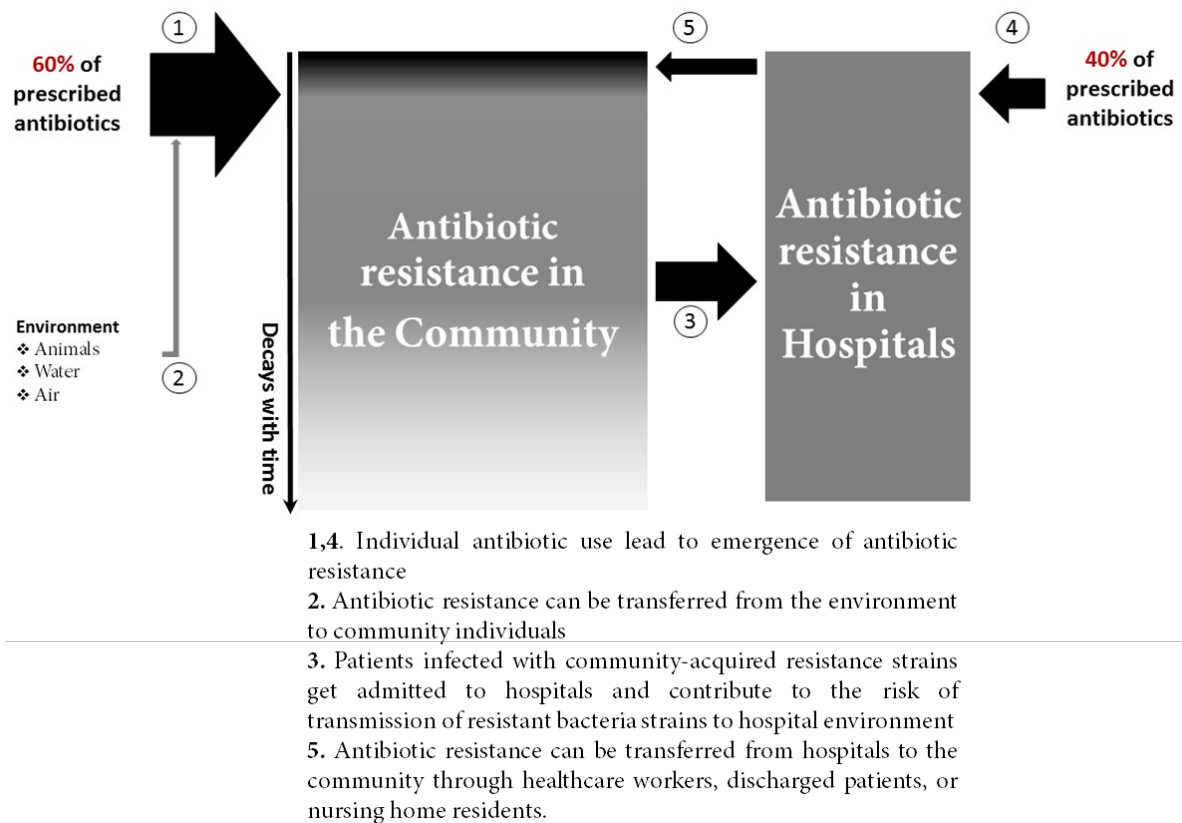 1
60% of
prescribed
antibiotics
5
4
40% of
prescribed
antibiotics
Antibiotic
resistance in
the Community
Antibiotic
resistance
in
Hospitals
3
Environment
❖ Animals
❖ Water
❖ Air
2
Decays with time
1,4. Individual antibiotic use lead to emergence of antibiotic
resistance
2. Antibiotic resistance can be transferred from the environment
to community individuals
3. Patients infected with community-acquired resistance strains
get admitted to hospitals and contribute to the risk of
transmission of resistant bacteria strains to hospital environment
5. Antibiotic resistance can be transferred from hospitals to the
community through healthcare workers, discharged patients, or
nursing home residents.